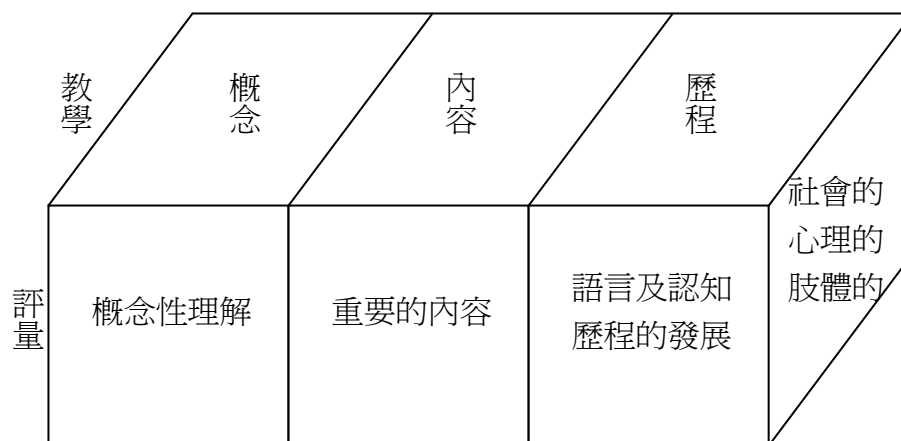 教學
概念
內容
歷程
社會的
心理的
肢體的
評量
概念性理解
重要的內容
語言及認知
歷程的發展